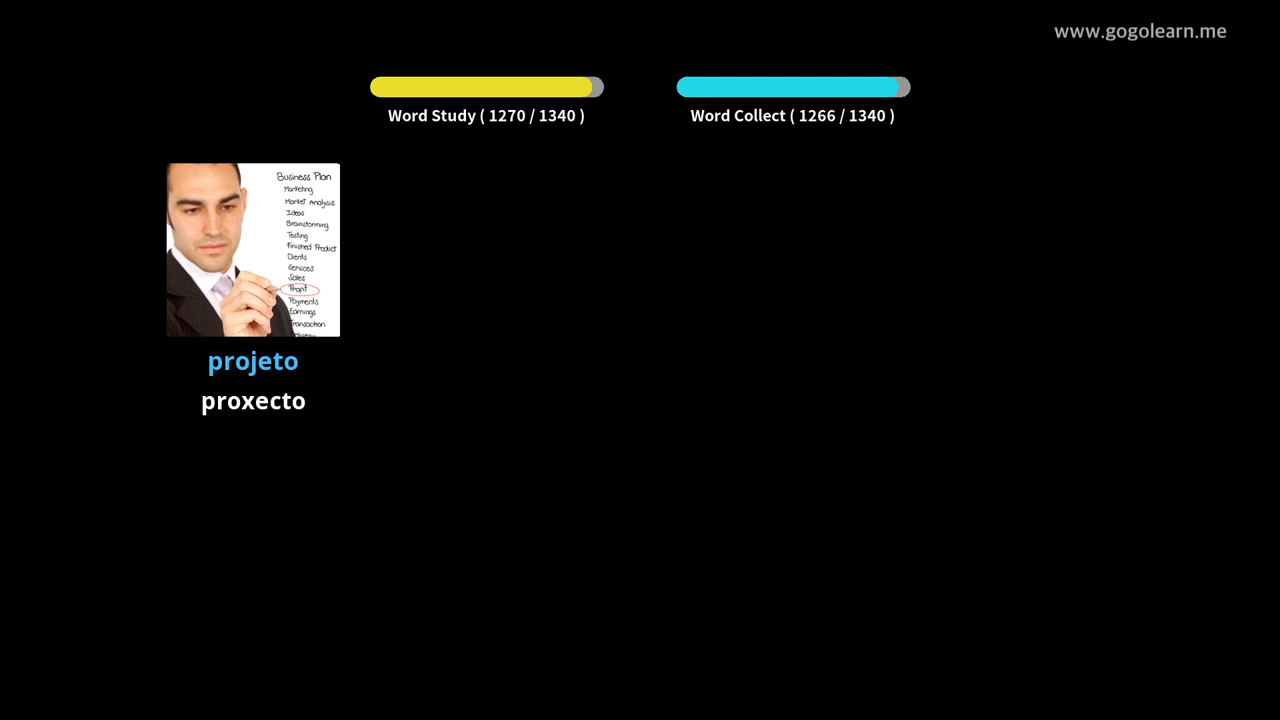 www.gogolearn.me
Word Study ( 1270 / 1340 )
Word Collect ( 1266 / 1340 )
Business Plan
Marketing
Market Analysis
Ideas
Brainstorming
Testing
Finished Product
Clients
Services
Sales
Profit
Payments
Earnings
Transaction
projeto
proxecto